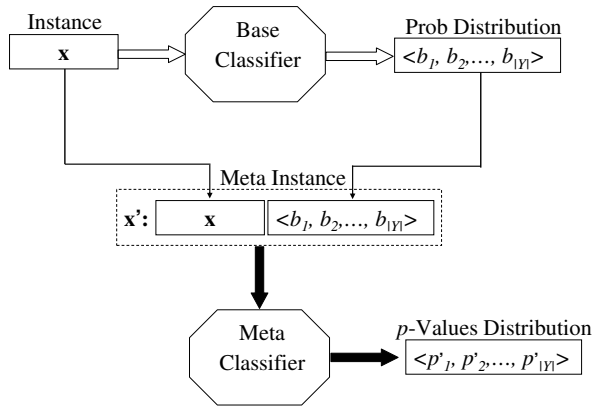 Instance
x
Base
Classifier
Prob Distribution
<b1, b2,..., b|Y|>
Meta Instance
x':
x
<b1, b2,..., b|Y|>
Meta
Classifier
p-Values Distribution
<p'1, p'2,..., p'|Y|>